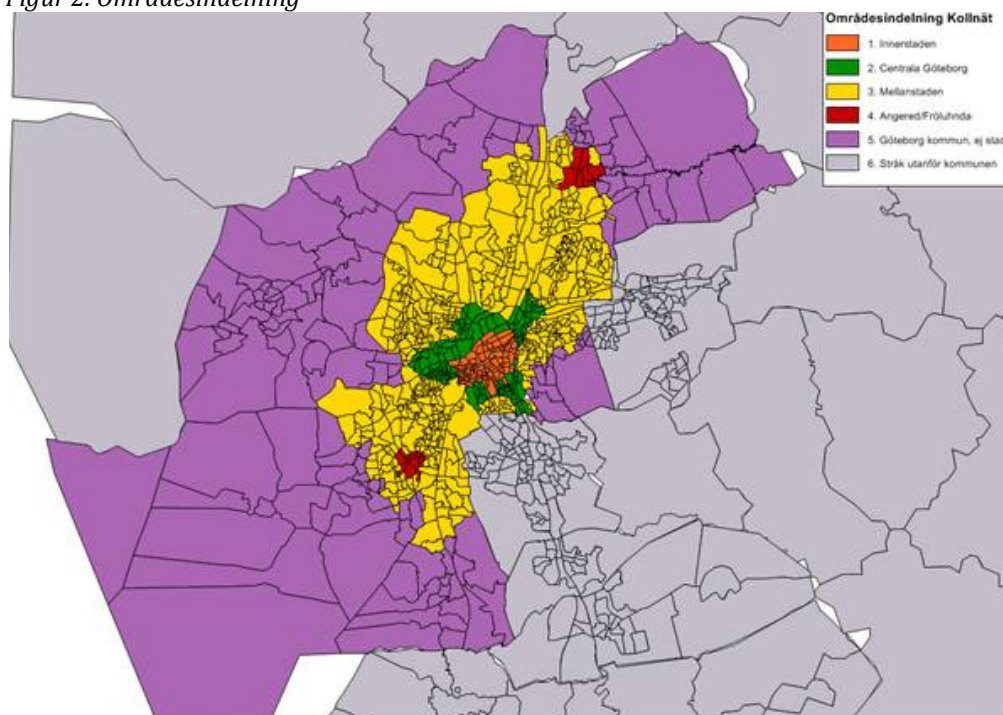 Figur 2. Områdesindelning
Områdesindelning Kollnät
1. Innerstaden
2. Centrala Göteborg
3. Mellanstaden
4. Angered/Fröluhnda
5. Göteborg kommun, ej stad
6. Stråk utanför kommunen